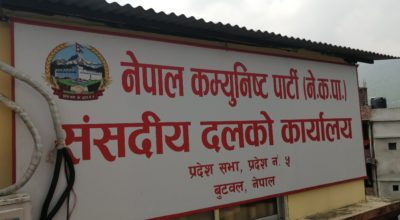 नेपाल कम्युनिष्ट पार्टी (ने.क.पा.)
संसदीय दलको कार्यालय
प्रदेश सभा, प्रदेश नं. ५
बुटवल, नेपाल